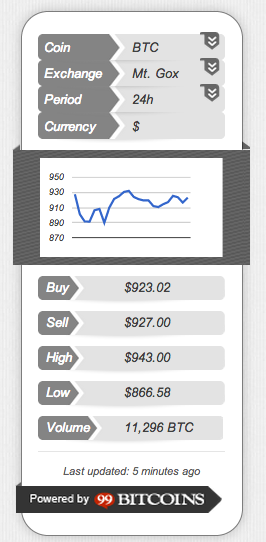 Coin BTC
Exchange Mt. Gox
Period 24h
Currency $
950
930
910
890
870
Buy $923.02
Sell $927.00
High $943.00
Low $866.58
Volume 11,296 BTC
Last updated: 5 minutes ago
Powered by 99 BITCOINS